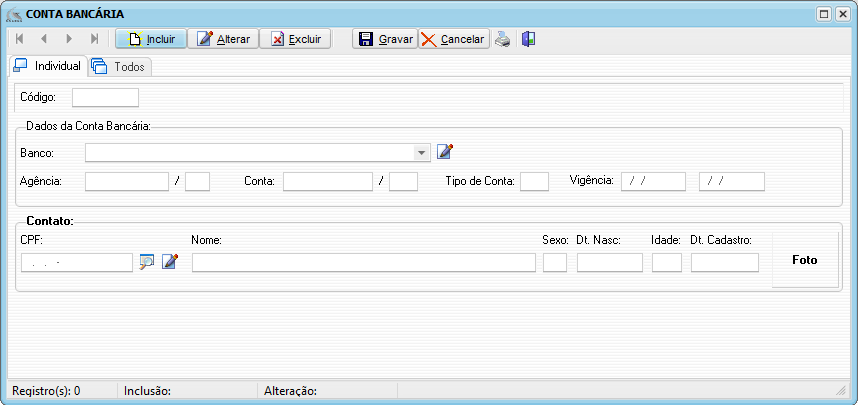 CONTA BANCÁRIA
Incluir Alterar Excluir Gravar Cancelar
Individual Todos
Código:
Dados da Conta Bancária:
Banco:
Agência: / Conta: / Tipo de Conta: Vigência: / / / /
Contato:
CPF: Nome: Sexo: Dt. Nasc: Idade: Dt. Cadastro:
. . -
Foto
Registro(s): 0 Inclusão: Alteração: